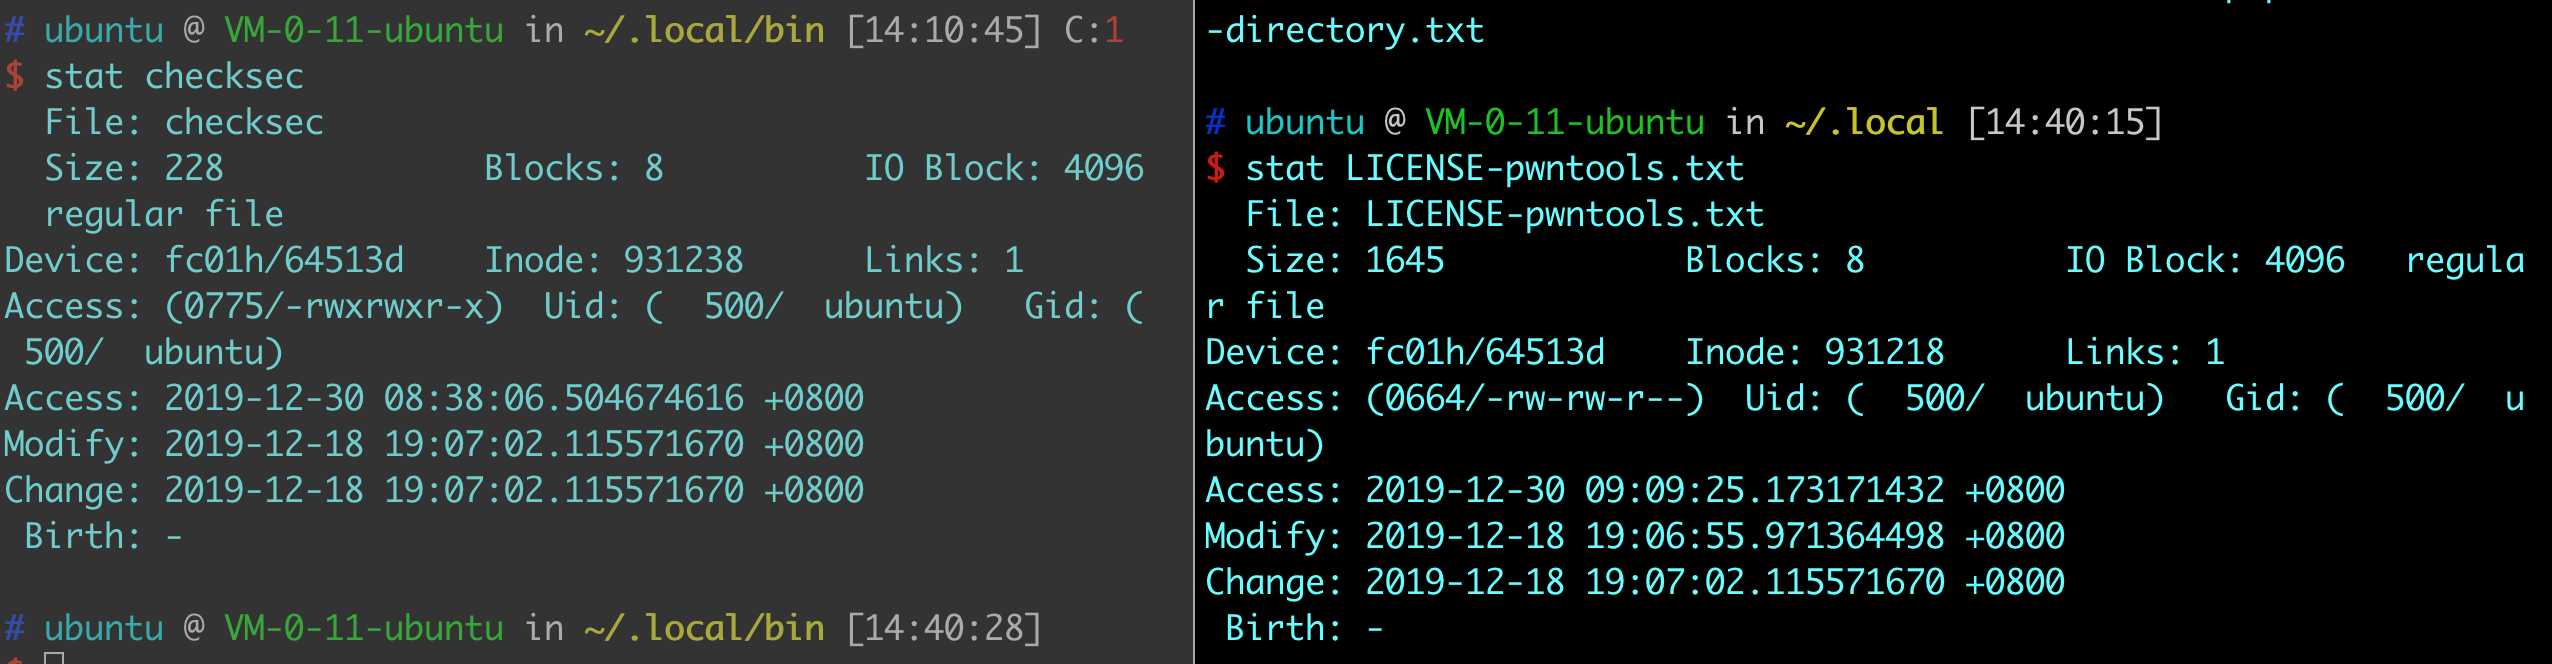 # ubuntu @ VM-0-11-ubuntu in ~/.local/bin [14:10:45] C:1
$ stat checksec
  File: checksec
  Size: 228             Blocks: 8          IO Block: 4096
  regular file
Device: fc01h/64513d    Inode: 931238      Links: 1
Access: (0775/-rwxrwxr-x)  Uid: (  500/  ubuntu)   Gid: (
 500/  ubuntu)
Access: 2019-12-30 08:38:06.504674616 +0800
Modify: 2019-12-18 19:07:02.115571670 +0800
Change: 2019-12-18 19:07:02.115571670 +0800
 Birth: -
# ubuntu @ VM-0-11-ubuntu in ~/.local/bin [14:40:28]
$
-directory.txt
# ubuntu @ VM-0-11-ubuntu in ~/.local [14:40:15]
$ stat LICENSE-pwntools.txt
  File: LICENSE-pwntools.txt
  Size: 1645            Blocks: 8          IO Block: 4096   regula
r file
Device: fc01h/64513d    Inode: 931218      Links: 1
Access: (0664/-rw-rw-r--)  Uid: (  500/  ubuntu)   Gid: (  500/  u
buntu)
Access: 2019-12-30 09:09:25.173171432 +0800
Modify: 2019-12-18 19:06:55.971364498 +0800
Change: 2019-12-18 19:07:02.115571670 +0800
 Birth: -